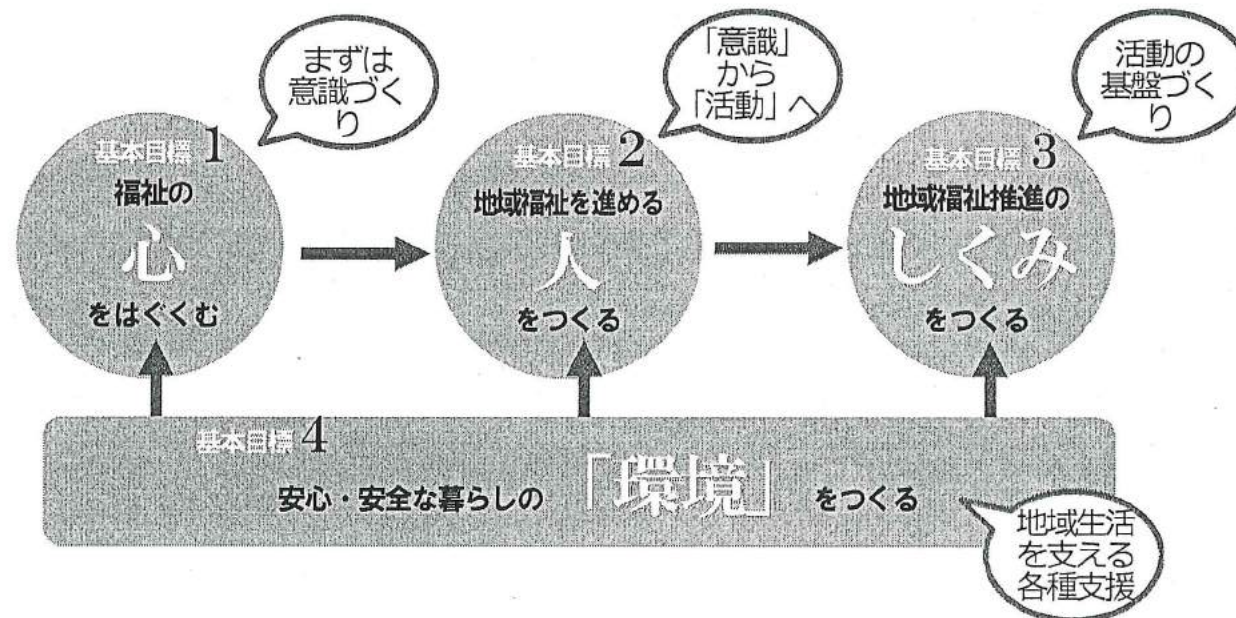 まずは
意識づく
り
基本目標 1
福祉の
心
をはぐくむ
「意識」
から
「活動」へ
基本目標 2
地域福祉を進める
人
をつくる
活動の
基盤づく
り
基本目標 3
地域福祉推進の
しくみ
をつくる
基本目標 4
安心・安全な暮らしの 「環境」 をつくる
地域生活
を支える
各種支援